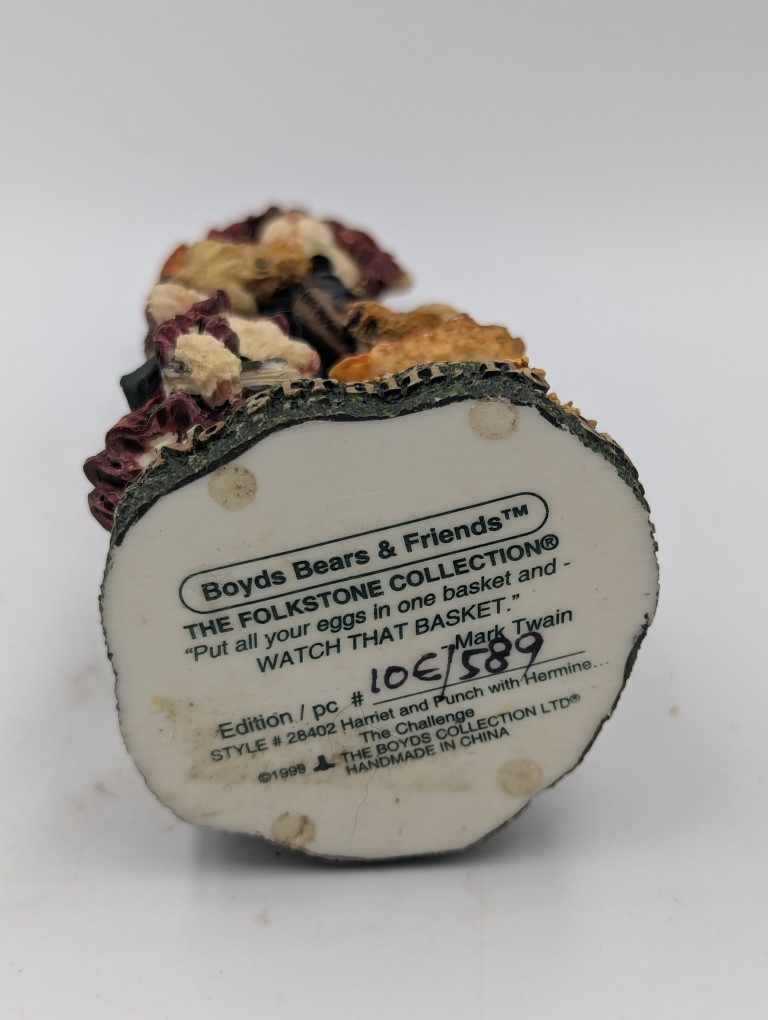 Boyds Bears & Friends™
THE FOLKSTONE COLLECTION®
“Put all your eggs in one basket and -
WATCH THAT BASKET.”
-Mark Twain
Edition / pc # 10E/589
STYLE # 28402 Harriet and Punch with Hermine...
The Challenge
©1999 THE BOYDS COLLECTION LTD®
HANDMADE IN CHINA